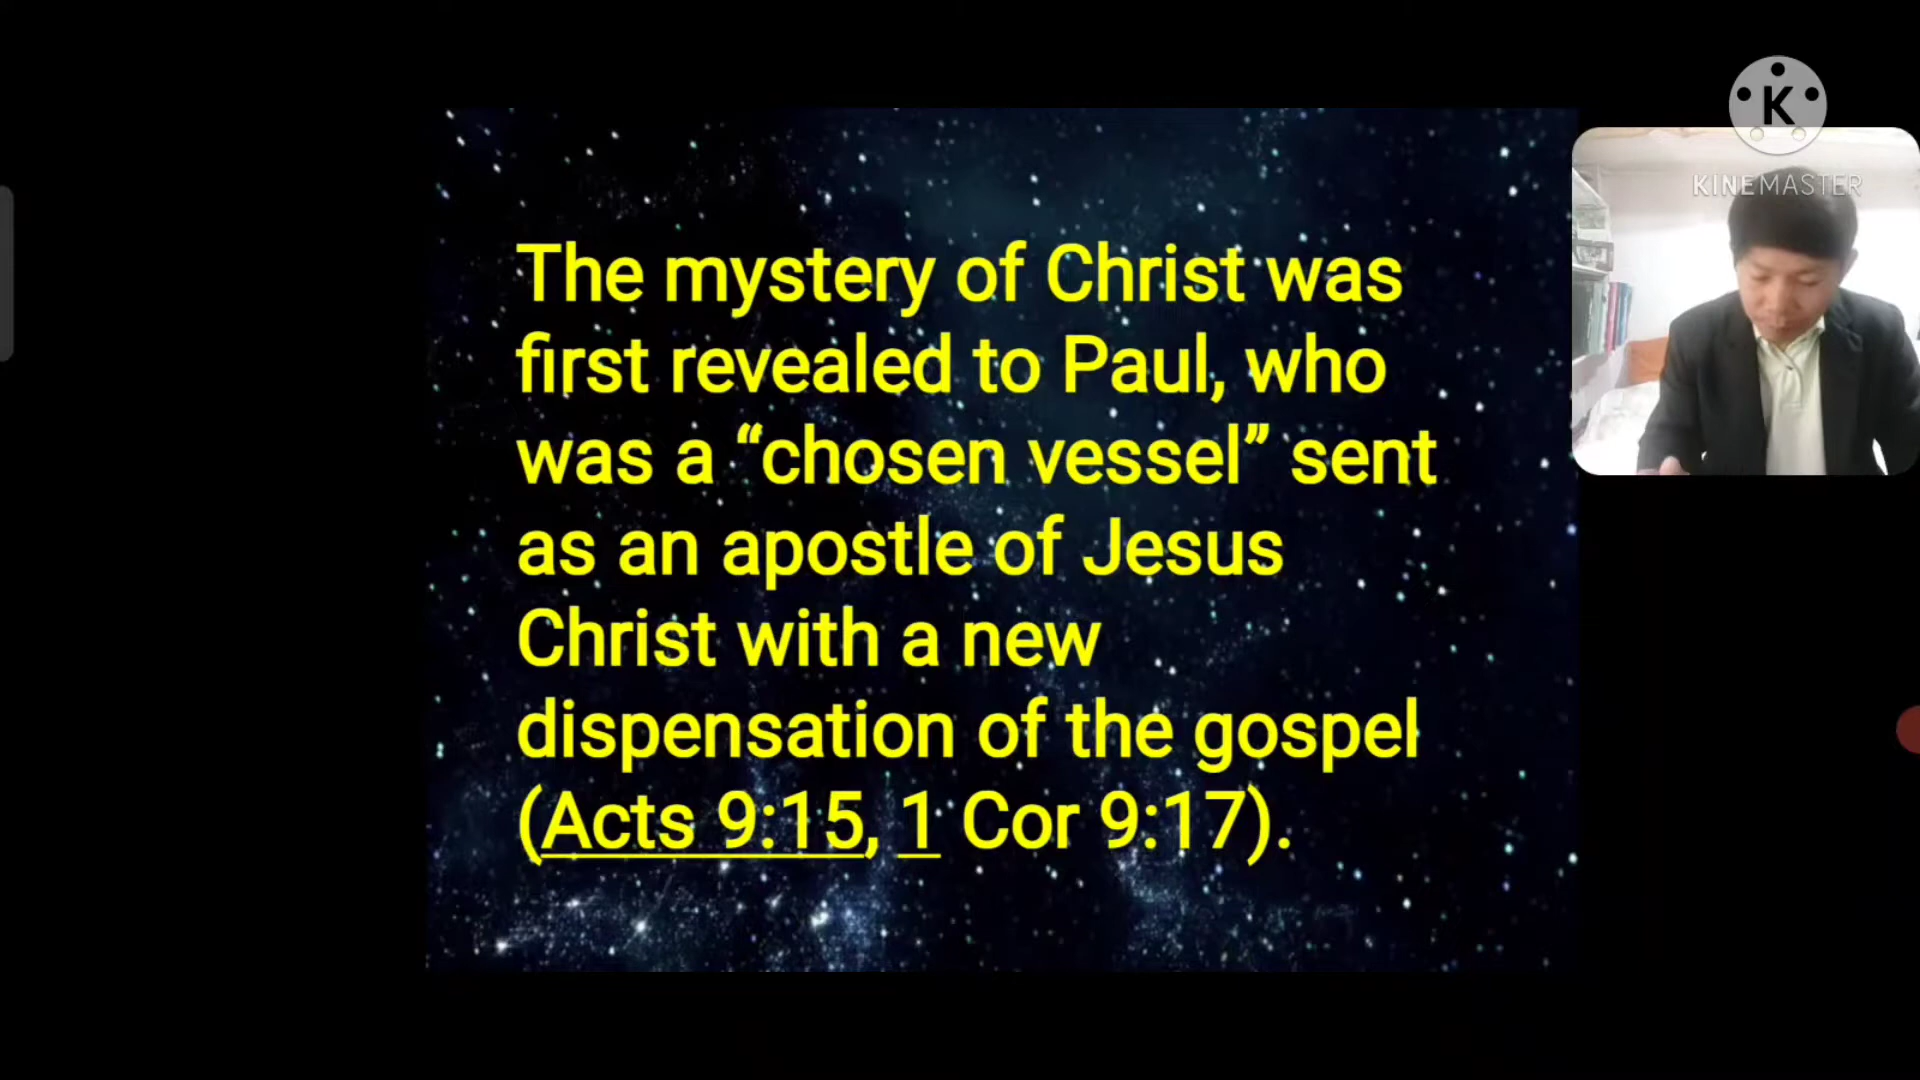 The mystery of Christ was
first revealed to Paul, who
was a “chosen vessel” sent
as an apostle of Jesus
Christ with a new
dispensation of the gospel
(Acts 9:15, 1 Cor 9:17).
K
KINEMASTER